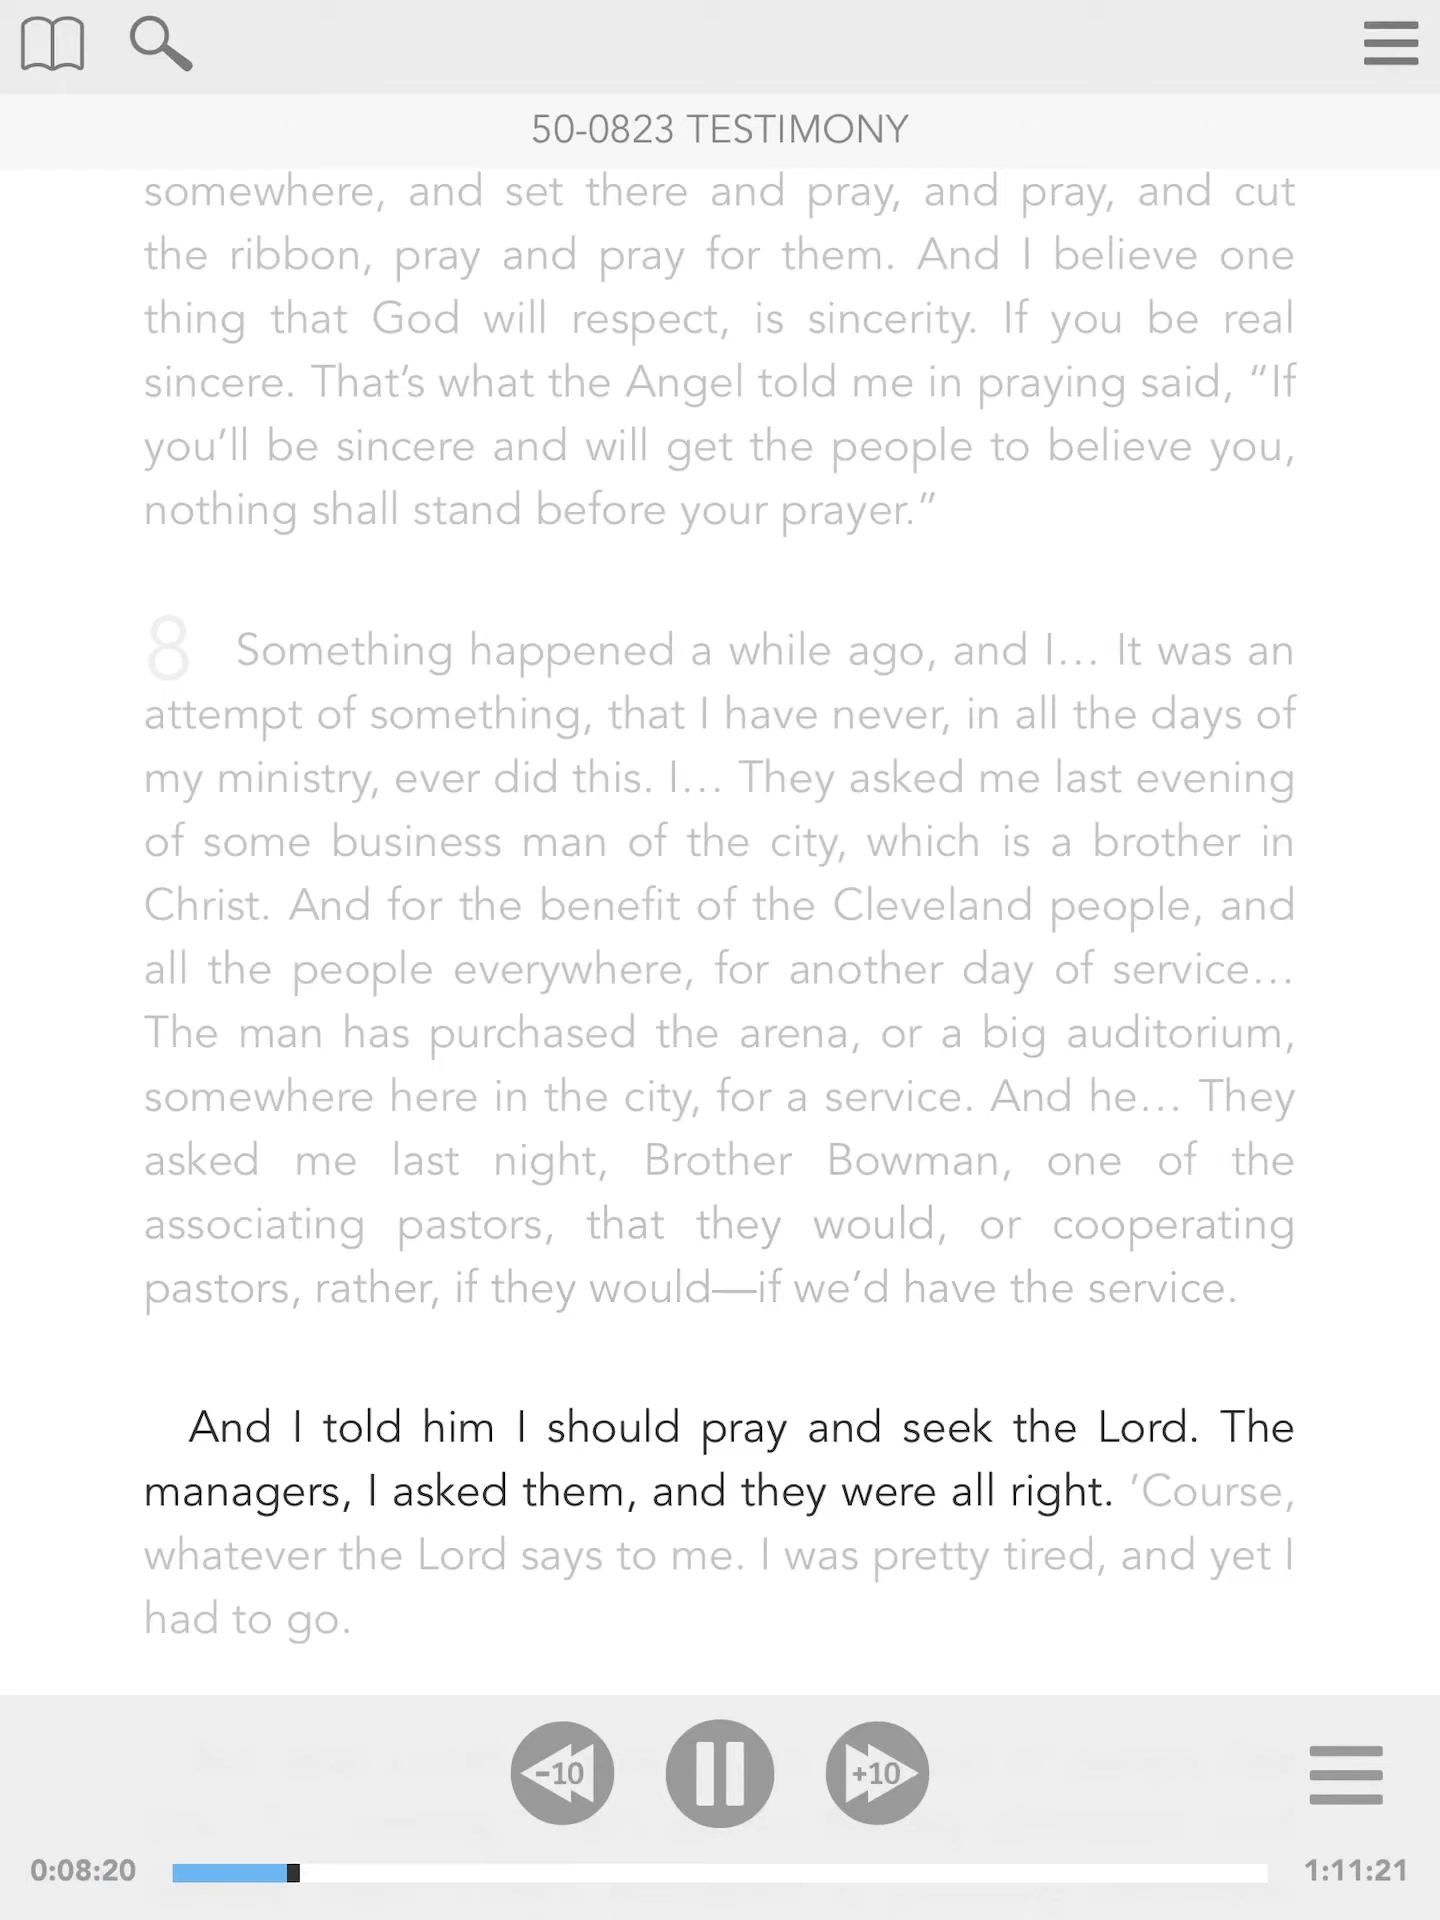 50-0823 TESTIMONY
somewhere, and set there and pray, and pray, and cut
the ribbon, pray and pray for them. And I believe one
thing that God will respect, is sincerity. If you be real
sincere. That’s what the Angel told me in praying said, “If
you’ll be sincere and will get the people to believe you,
nothing shall stand before your prayer.”
8 Something happened a while ago, and I… It was an
attempt of something, that I have never, in all the days of
my ministry, ever did this. I… They asked me last evening
of some business man of the city, which is a brother in
Christ. And for the benefit of the Cleveland people, and
all the people everywhere, for another day of service…
The man has purchased the arena, or a big auditorium,
somewhere here in the city, for a service. And he… They
asked me last night, Brother Bowman, one of the
associating pastors, that they would, or cooperating
pastors, rather, if they would—if we’d have the service.
And I told him I should pray and seek the Lord. The
managers, I asked them, and they were all right. ’Course,
whatever the Lord says to me. I was pretty tired, and yet I
had to go.
-10 +10
0:08:20 1:11:21